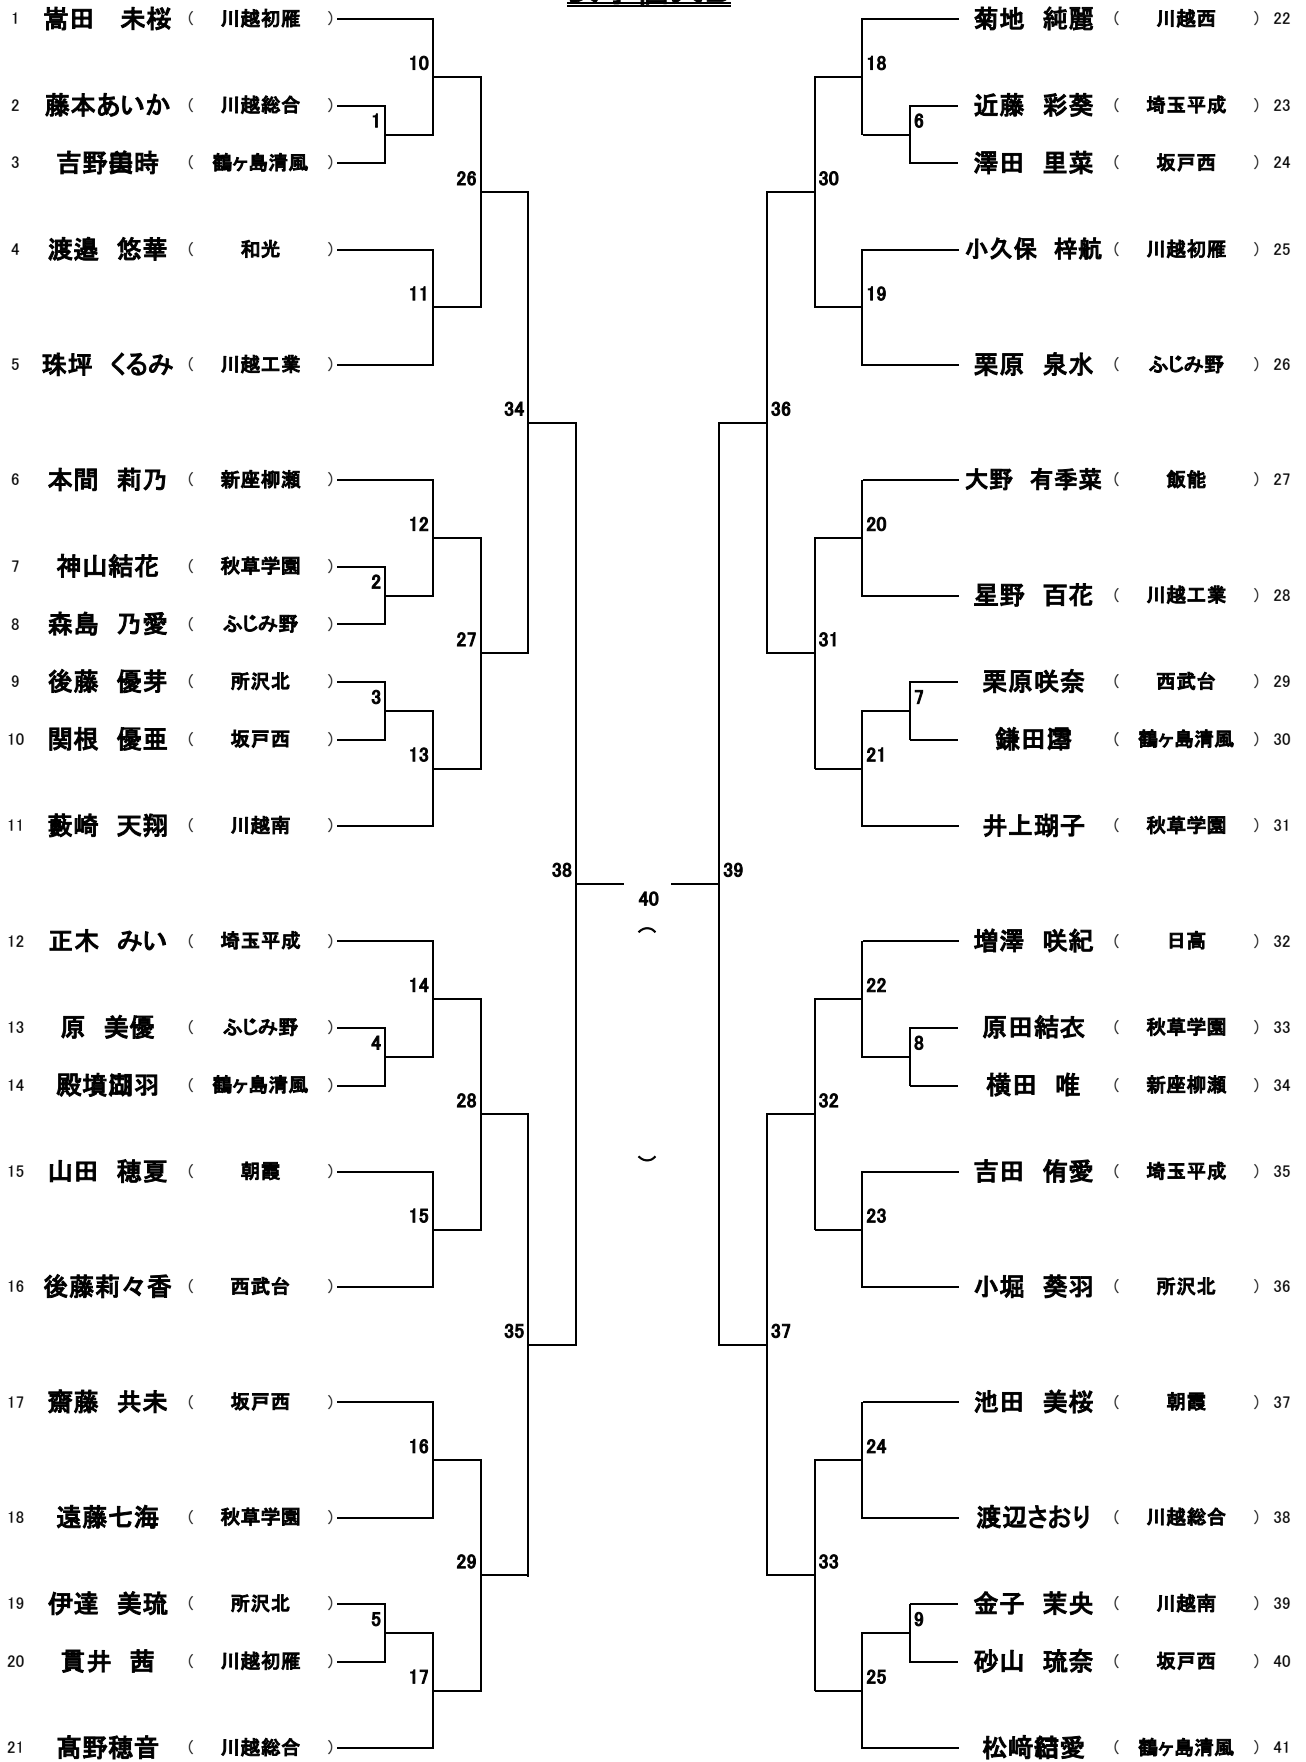 1 嵩田 未桜 ( 川越初雁 )
2 藤本あいか ( 川越総合 )
3 吉野 時 ( 鶴ヶ島清風 )
4 渡邉 悠華 ( 和光 )
5 珠坪 くるみ ( 川越工業 )
6 本間 莉乃 ( 新座柳瀬 )
7 神山結花 ( 秋草学園 )
8 森島 乃愛 ( ふじみ野 )
9 後藤 優芽 ( 所沢北 )
10 関根 優亜 ( 坂戸西 )
11 藪崎 天翔 ( 川越南 )
12 正木 みい ( 埼玉平成 )
13 原 美優 ( ふじみ野 )
14 殿 羽 ( 鶴ヶ島清風 )
15 山田 穂夏 ( 朝霞 )
16 後藤莉々香 ( 西武台 )
17 齋藤 共未 ( 坂戸西 )
18 遠藤七海 ( 秋草学園 )
19 伊達 美琉 ( 所沢北 )
20 貫井 茜 ( 川越初雁 )
21 髙野穂音 ( 川越総合 )
10
1
26
11
34
12
2
27
3
13
38
14
4
28
15
35
16
29
5
17
40
(
)
18
6
30
19
36
20
31
7
21
39
22
8
32
23
37
24
33
9
25
菊地 純麗 ( 川越西 ) 22
近藤 彩葵 ( 埼玉平成 ) 23
澤田 里菜 ( 坂戸西 ) 24
小久保 梓航 ( 川越初雁 ) 25
栗原 泉水 ( ふじみ野 ) 26
大野 有季菜 ( 飯能 ) 27
星野 百花 ( 川越工業 ) 28
栗原咲奈 ( 西武台 ) 29
鎌田 ( 鶴ヶ島清風 ) 30
井上瑚子 ( 秋草学園 ) 31
増澤 咲紀 ( 日高 ) 32
原田結衣 ( 秋草学園 ) 33
横田 唯 ( 新座柳瀬 ) 34
吉田 侑愛 ( 埼玉平成 ) 35
小堀 葵羽 ( 所沢北 ) 36
池田 美桜 ( 朝霞 ) 37
渡辺さおり ( 川越総合 ) 38
金子 茉央 ( 川越南 ) 39
砂山 琉奈 ( 坂戸西 ) 40
松﨑結愛 ( 鶴ヶ島清風 ) 41